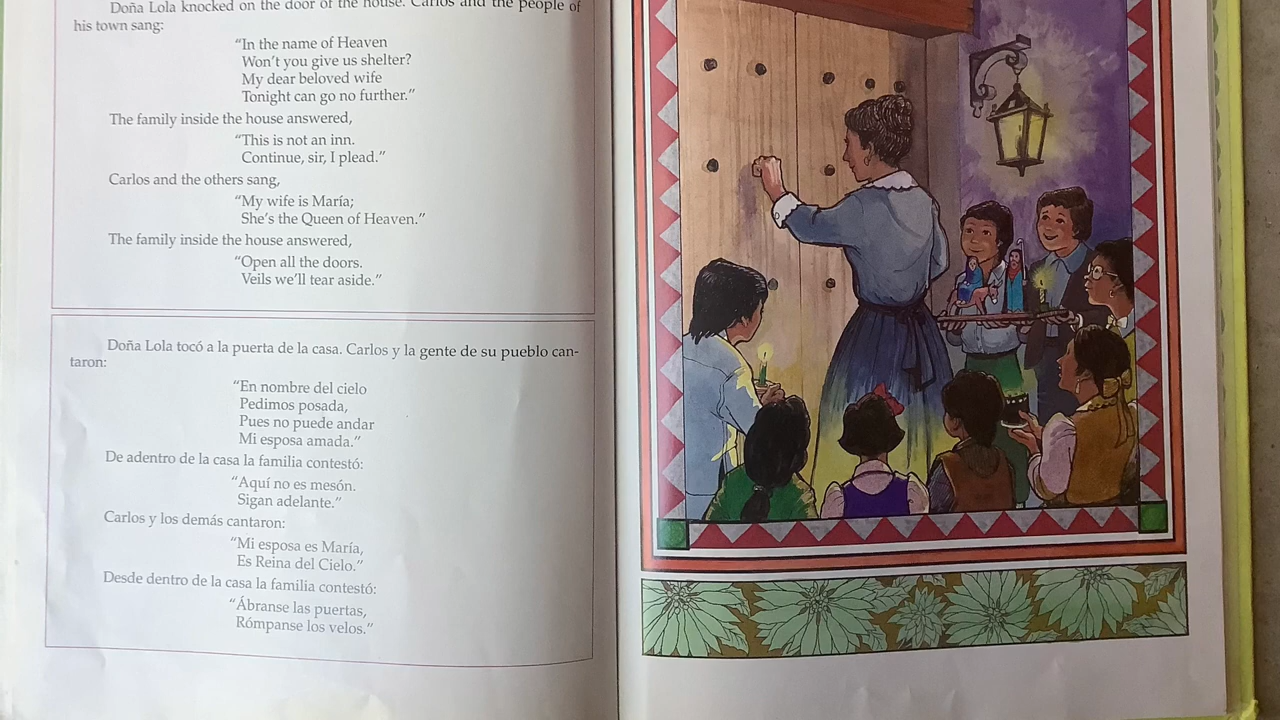 Doña Lola knocked on the door of the house. Carlos and the people of
his town sang:
“In the name of Heaven
Won’t you give us shelter?
My dear beloved wife
Tonight can go no further.”
The family inside the house answered,
“This is not an inn.
Continue, sir, I plead.”
Carlos and the others sang,
“My wife is María;
She’s the Queen of Heaven.”
The family inside the house answered,
“Open all the doors.
Veils we’ll tear aside.”
Doña Lola tocó a la puerta de la casa. Carlos y la gente de su pueblo can-
taron:
“En nombre del cielo
Pedimos posada,
Pues no puede andar
Mi esposa amada.”
De adentro de la casa la familia contestó:
“Aquí no es mesón.
Sigan adelante.”
Carlos y los demás cantaron:
“Mi esposa es María,
Es Reina del Cielo.”
Desde dentro de la casa la familia contestó:
“Ábranse las puertas,
Rómpanse los velos.”